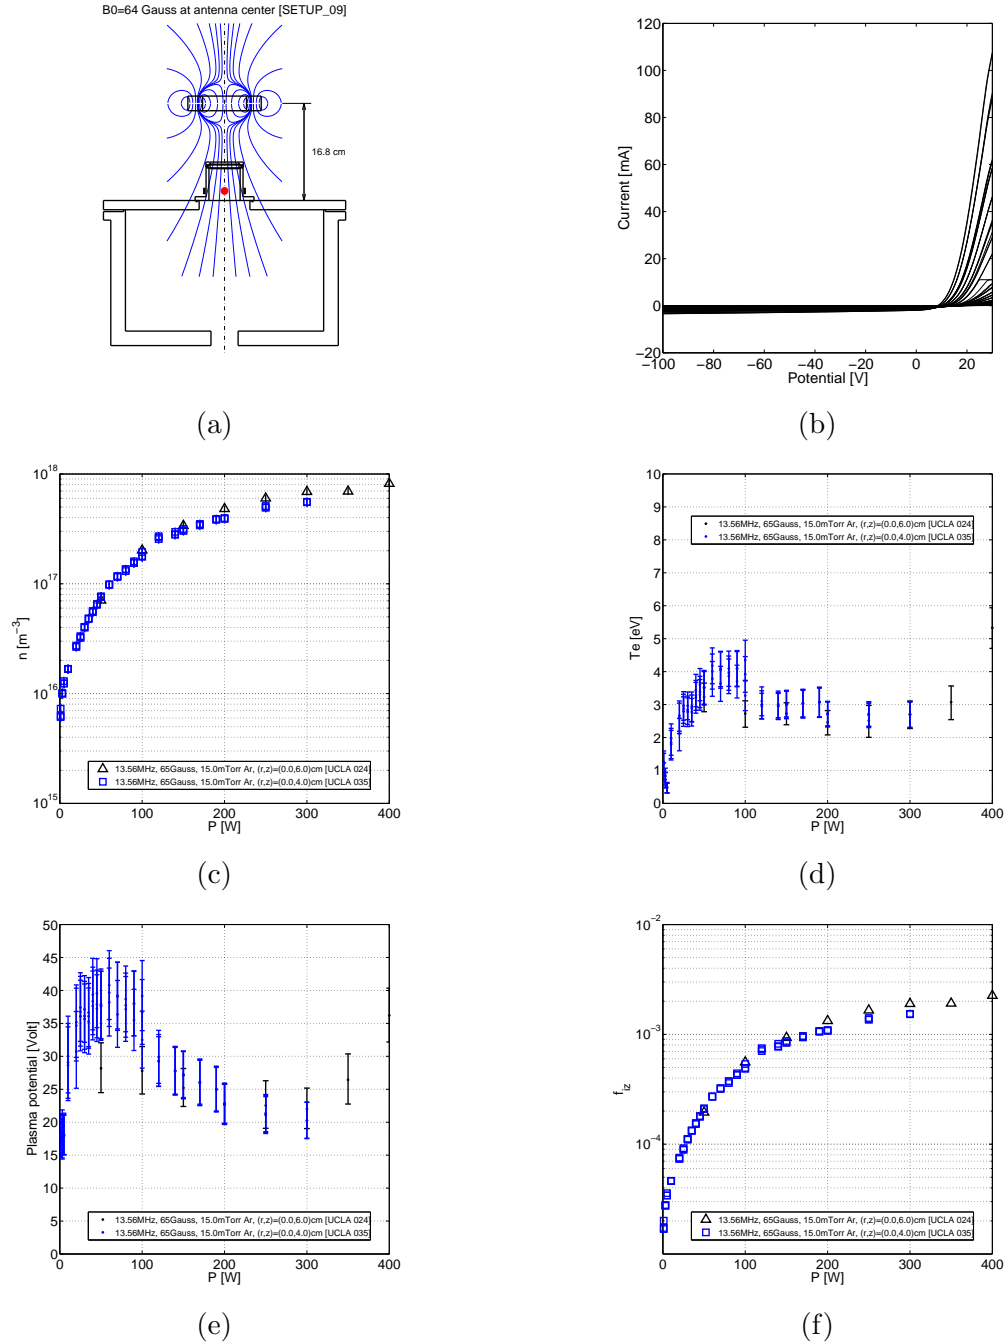 B0=64 Gauss at antenna center [SETUP_09]
16.8 cm
(a)
120
100
80
60
40
20
0
−20
Current [mA]
−100 −80 −60 −40 −20 0 20
Potential [V]
(b)
10^18
10^17
10^16
10^15
n [m^−3]
13.56MHz, 65Gauss, 15.0mTorr Ar, (r,z)=(0.0,6.0)cm [UCLA 024]
13.56MHz, 65Gauss, 15.0mTorr Ar, (r,z)=(0.0,4.0)cm [UCLA 035]
0 100 200 300 400
P [W]
(c)
10
9
8
7
6
5
4
3
2
1
0
Te [eV]
13.56MHz, 65Gauss, 15.0mTorr Ar, (r,z)=(0.0,6.0)cm [UCLA 024]
13.56MHz, 65Gauss, 15.0mTorr Ar, (r,z)=(0.0,4.0)cm [UCLA 035]
0 100 200 300 400
P [W]
(d)
50
45
40
35
30
25
20
15
10
5
0
Plasma potential [Volt]
13.56MHz, 65Gauss, 15.0mTorr Ar, (r,z)=(0.0,6.0)cm [UCLA 024]
13.56MHz, 65Gauss, 15.0mTorr Ar, (r,z)=(0.0,4.0)cm [UCLA 035]
0 100 200 300 400
P [W]
(e)
10^−2
10^−3
10^−4
f_iz
13.56MHz, 65Gauss, 15.0mTorr Ar, (r,z)=(0.0,6.0)cm [UCLA 024]
13.56MHz, 65Gauss, 15.0mTorr Ar, (r,z)=(0.0,4.0)cm [UCLA 035]
0 100 200 300 400
P [W]
(f)